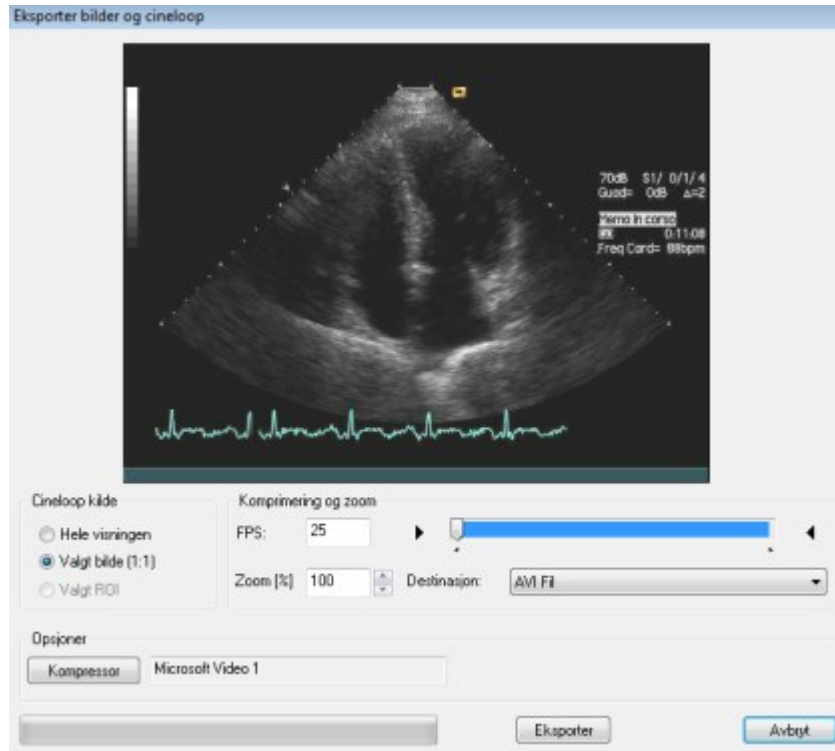 Eksporter bilder og cineloop
70dB S1/ 0/1/4
Guad= 0dB Δ=2
Memo in corso
0:11:08
Freq Card= 88bpm
Cineloop kilde
Hele visningen
Valgt bilde (1:1)
Valgt ROI
Komprimering og zoom
FPS: 25
Zoom [%] 100 Destinasjon: AVI Fil
Opsjoner
Kompressor Microsoft Video 1
Eksporter Avbryt